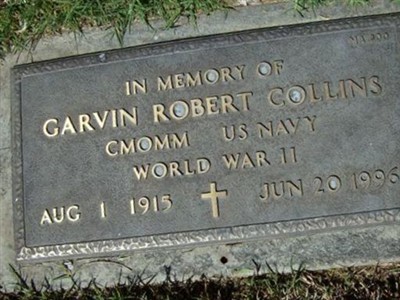 IN MEMORY OF
GARVIN ROBERT COLLINS
CMOMM US NAVY
WORLD WAR II
AUG 1 1915 JUN 20 1996